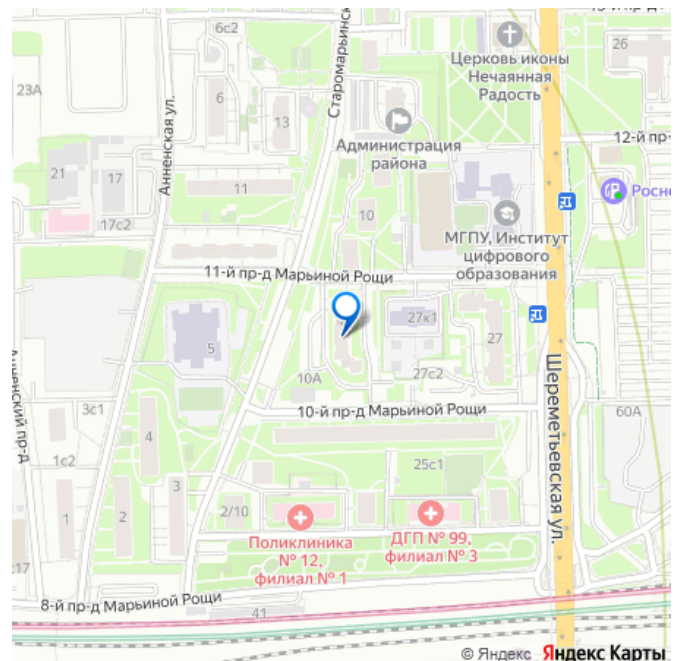 6с2
26
Церковь иконы
Нечаянная
Радость
23А
6
13
Старомарьинск
Администрация
района
12-й пр-
21
17
Анненская ул.
11
Росне
17с2
10
МГПУ, Институт
цифрового
образования
11-й пр-д Марьиной Рощи
27к1
27
5
10А
27с2
Шереметьевская ул.
Анненский пр-д
3с1
10-й пр-д Марьиной Рощи
60А
4
1с2
25с1
3
1
2
2/10
Поликлиника
№ 12,
филиал № 1
ДГП № 99,
филиал № 3
с17
8-й пр-д Марьиной Рощи
41
© Яндекс Яндекс Карты